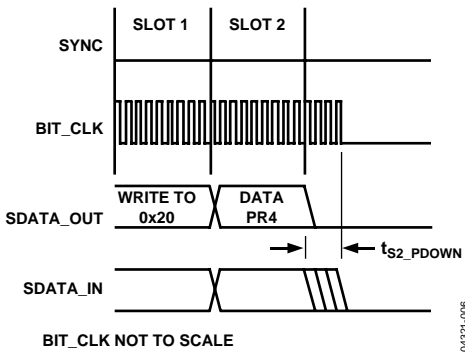 SLOT 1 SLOT 2
SYNC
BIT_CLK
WRITE TO DATA
0x20 PR4
SDATA_OUT
tS2_PDOWN
SDATA_IN
BIT_CLK NOT TO SCALE
04321-006